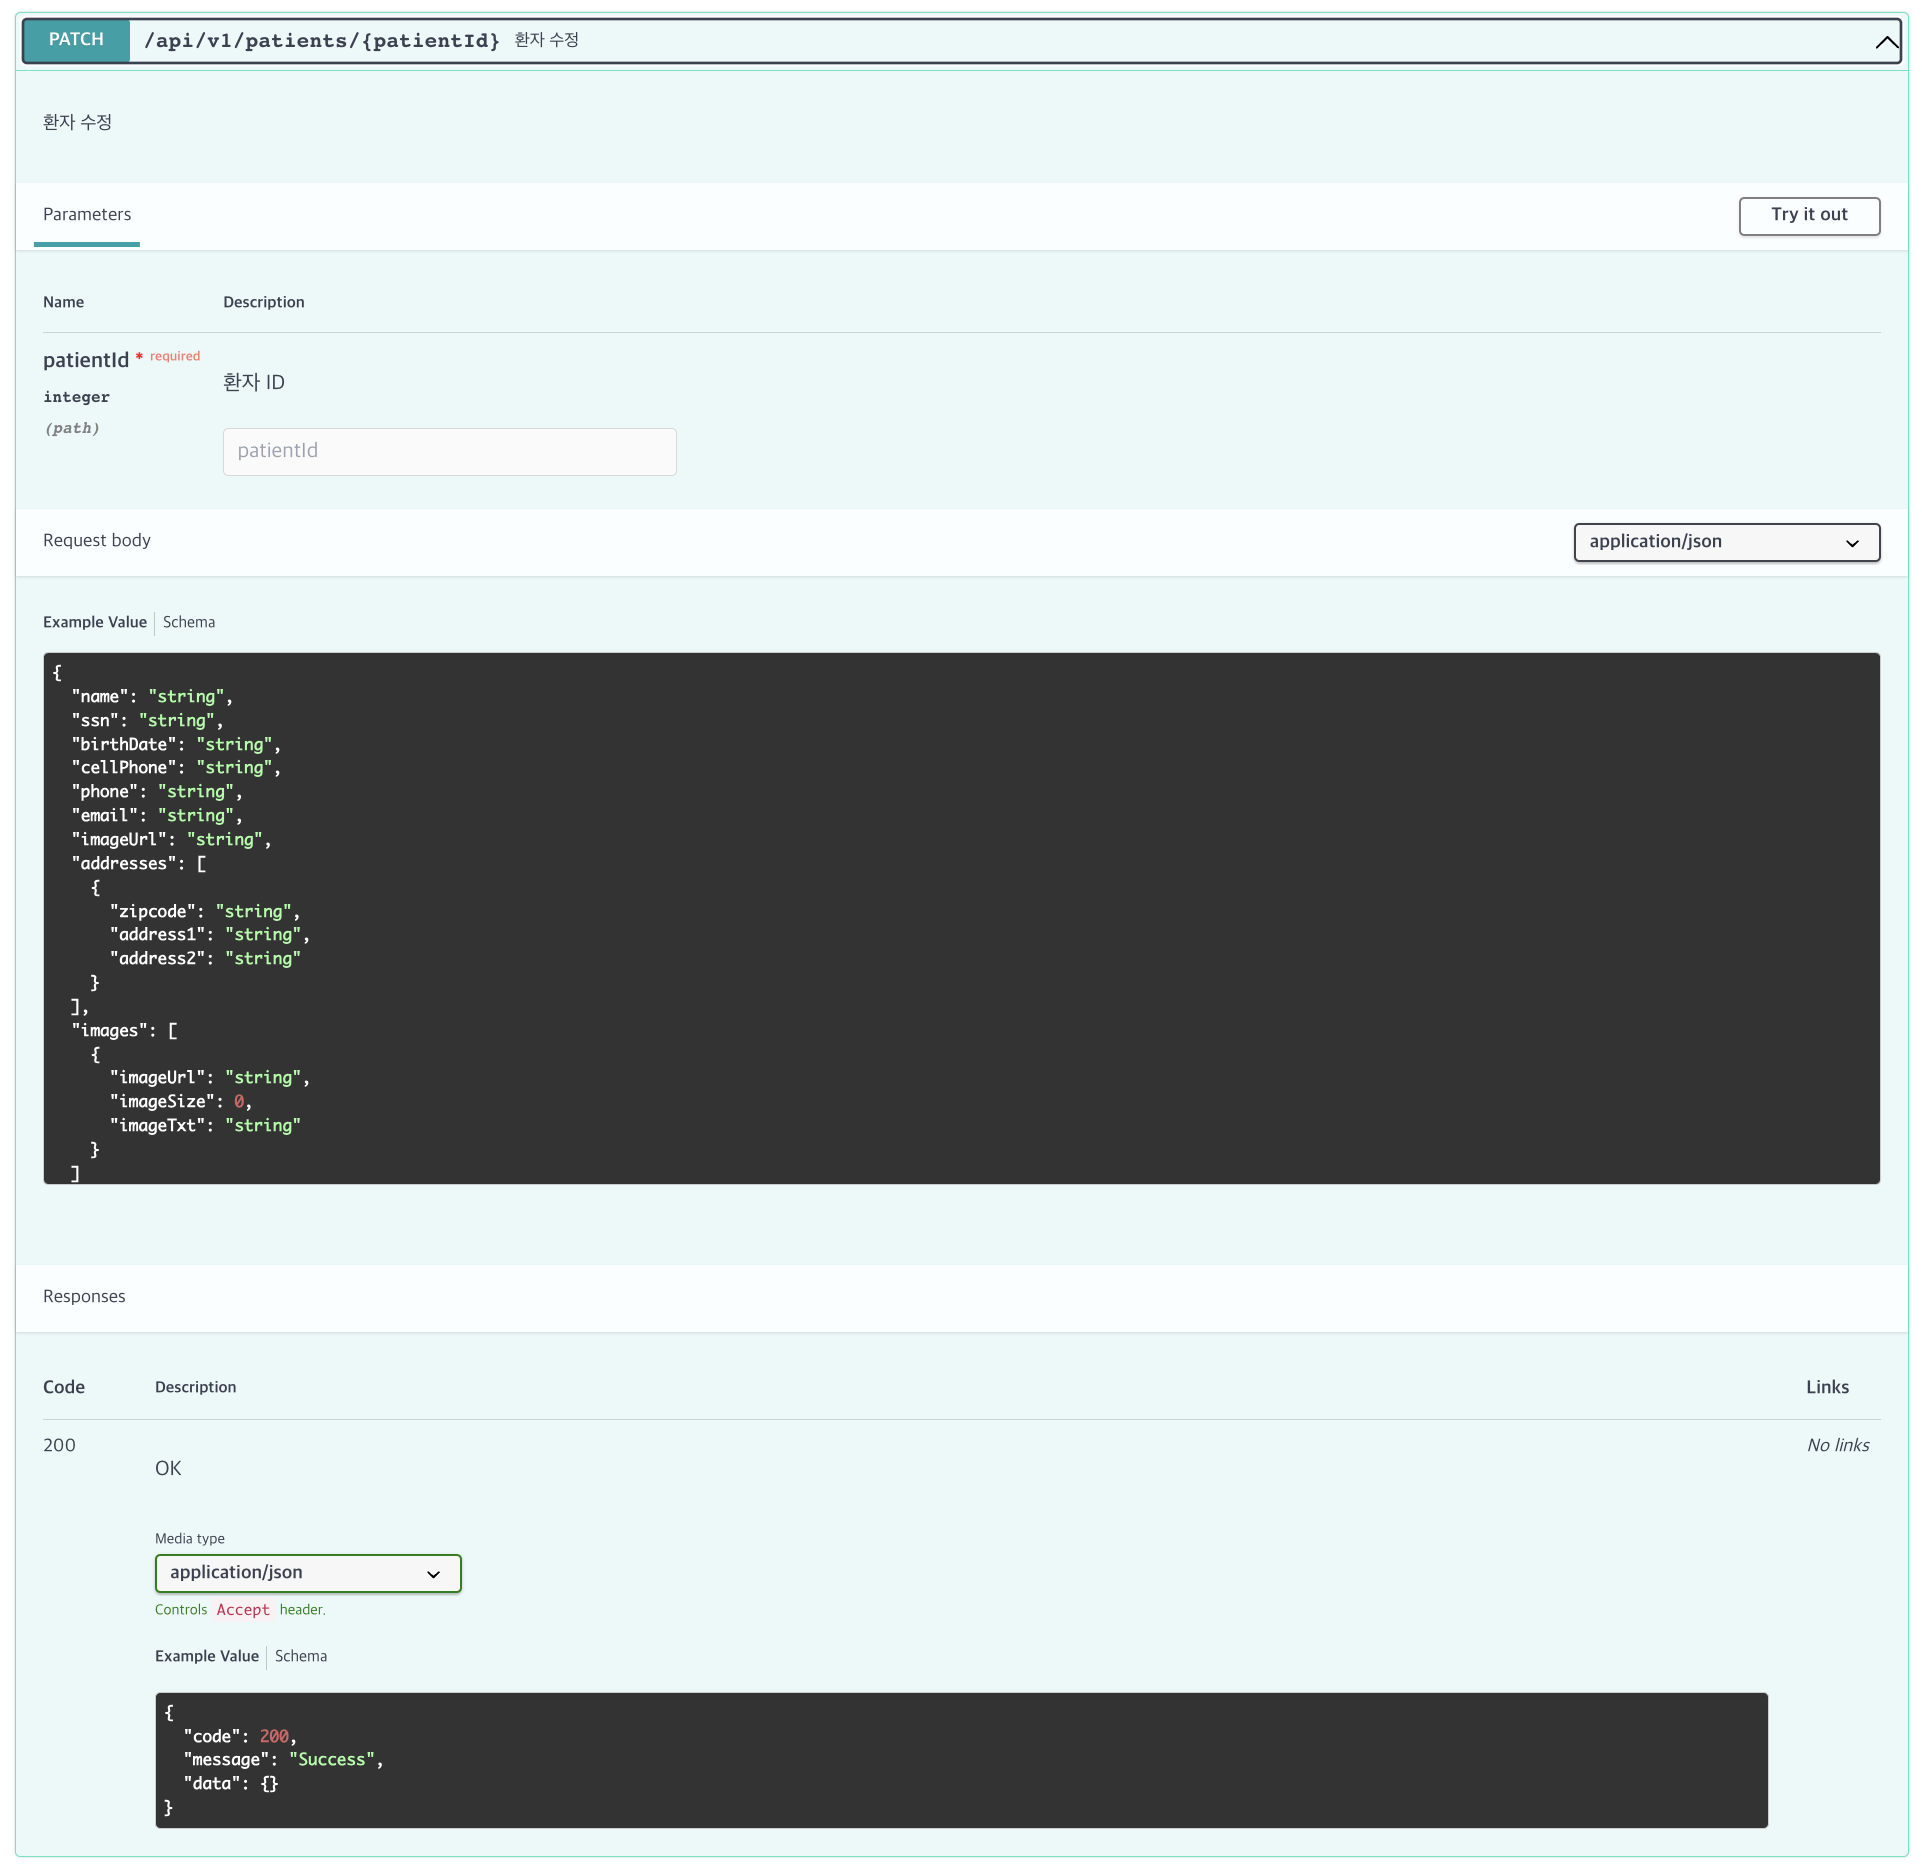 PATCH /api/v1/patients/{patientId} 환자 수정
환자 수정
Parameters
Try it out
Name Description
patientId * required
integer
(path)
환자 ID
patientId
Request body
application/json
Example Value Schema
{
  "name": "string",
  "ssn": "string",
  "birthDate": "string",
  "cellPhone": "string",
  "phone": "string",
  "email": "string",
  "imageUrl": "string",
  "addresses": [
    {
      "zipcode": "string",
      "address1": "string",
      "address2": "string"
    }
  ],
  "images": [
    {
      "imageUrl": "string",
      "imageSize": 0,
      "imageTxt": "string"
    }
  ]
Responses
Code Description Links
200
OK
No links
Media type
application/json
Controls Accept header.
Example Value Schema
{
  "code": 200,
  "message": "Success",
  "data": {}
}